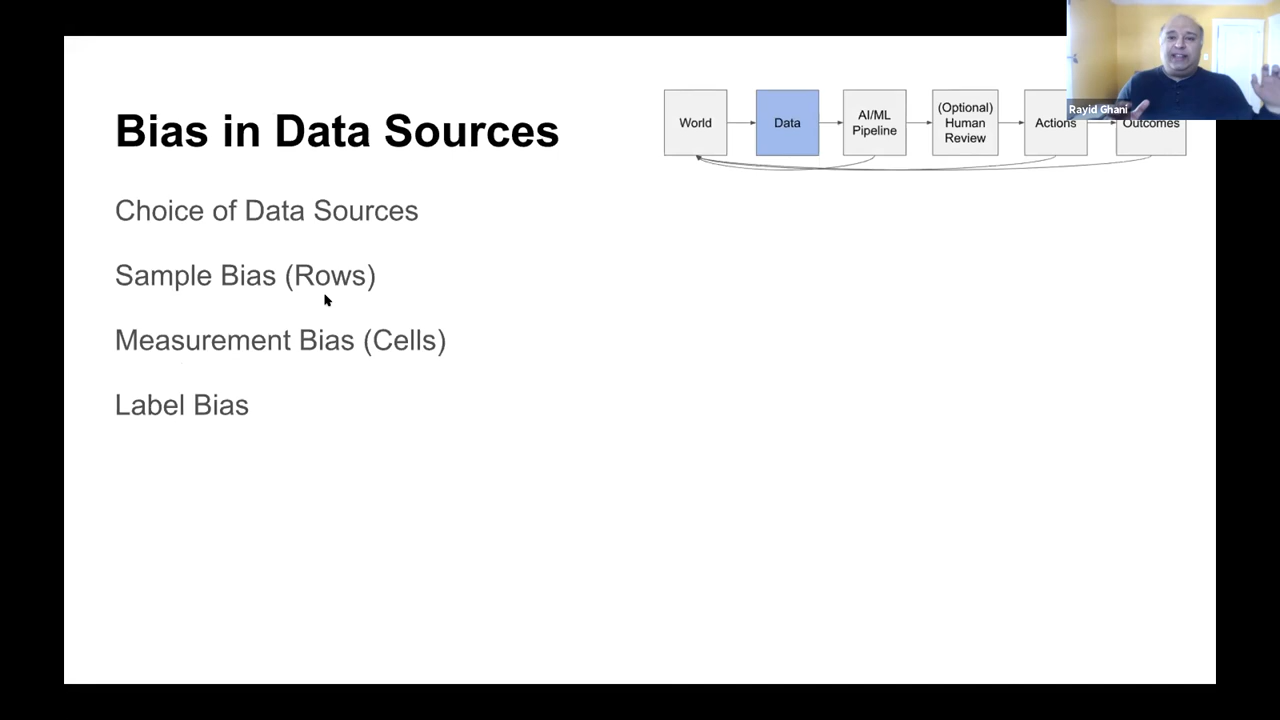 Bias in Data Sources
World
Data
AI/ML
Pipeline
(Optional)
Human
Review
Actions
Outcomes
Rayid Ghani
Choice of Data Sources
Sample Bias (Rows)
Measurement Bias (Cells)
Label Bias